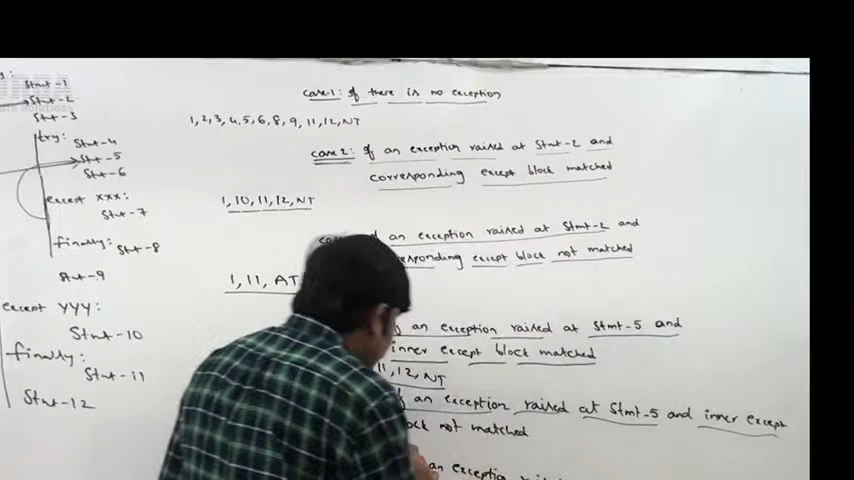 Stmt-1
Stmt-2
Stmt-3
try:
Stmt-4
Stmt-5
Stmt-6
except xxx:
Stmt-7
finally:
Stmt-8
Stmt-9
except YYY:
Stmt-10
finally:
Stmt-11
Stmt-12
case-1: If there is no exception
1,2,3,4,5,6,8,9,11,12,NT
case 2: If an exception raised at Stmt-2 and
corresponding except block matched
1,10,11,12,NT
an exception raised at Stmt-2 and
except block not matched
1,11,AT
an exception raised at Stmt-5 and
inner except block matched
11,12,NT
an exception raised at Stmt-5 and inner except
not matched
an exception